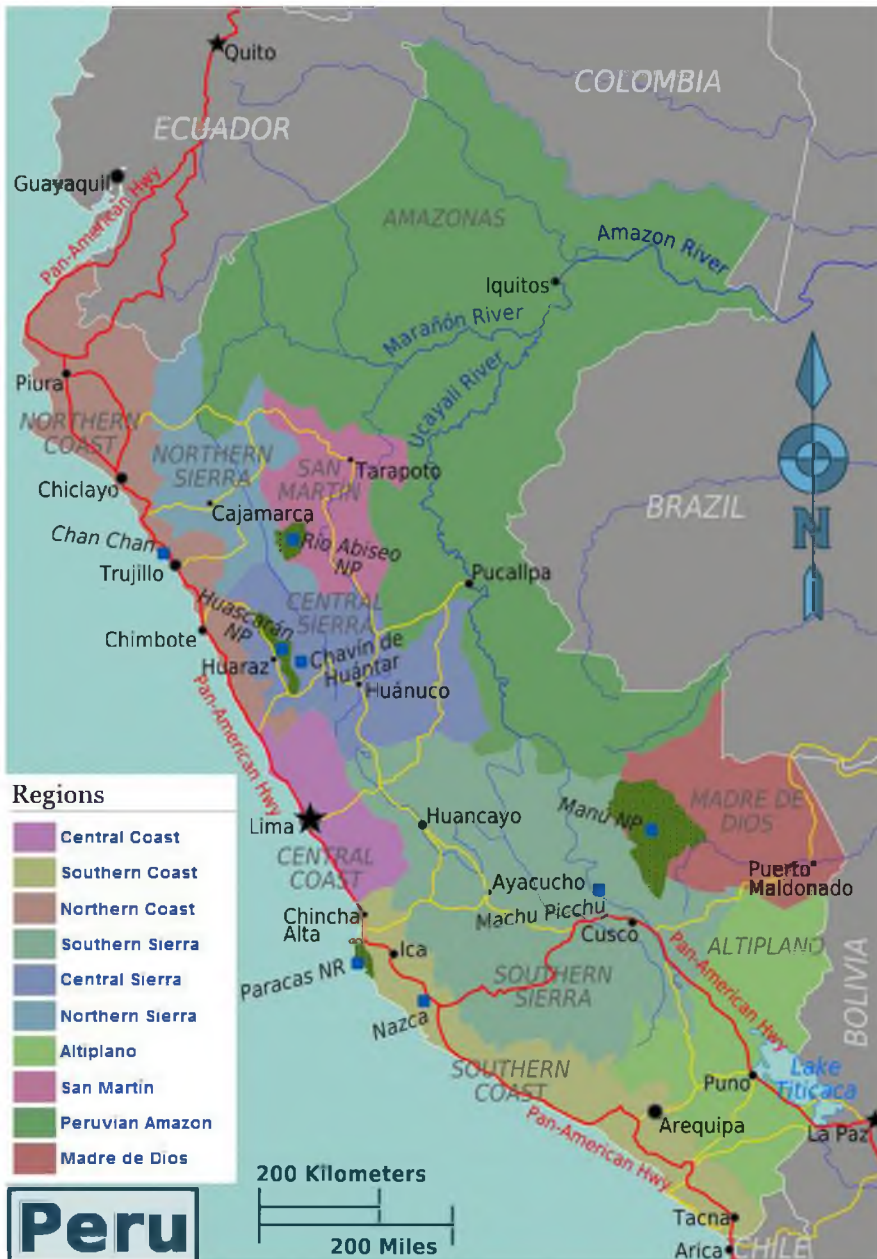 Quito
COLOMBIA
ECUADOR
Guayaquil
Pan-American Hwy
AMAZONAS
Amazon River
Iquitos
Marañón River
Ucayali River
Piura
NORTHERN
COAST
NORTHERN
SIERRA
SAN
MARTIN
Tarapoto
Chiclayo
Cajamarca
BRAZIL
N
Chan Chan
Río Abiseo
NP
Trujillo
Pucallpa
Huascarán
NP
CENTRAL
SIERRA
Chimbote
Huaraz
Chavín de
Huántar
Huánuco
Pan-American Hwy
Regions
Central Coast
Southern Coast
Northern Coast
Southern Sierra
Central Sierra
Northern Sierra
Altiplano
San Martin
Peruvian Amazon
Madre de Dios
Lima
CENTRAL
COAST
Huancayo
Manú NP
MADRE DE
DIOS
Puerto
Maldonado
Ayacucho
Machu Picchu
Chincha
Alta
Cusco
Pan-American Hwy
ALTIPLANO
BOLIVIA
Ica
Paracas NR
SOUTHERN
SIERRA
Nazca
SOUTHERN
COAST
Puno
Lake
Titicaca
Arequipa
La Paz
Pan-American Hwy
Tacna
Arica
CHILE
200 Kilometers
200 Miles
Peru